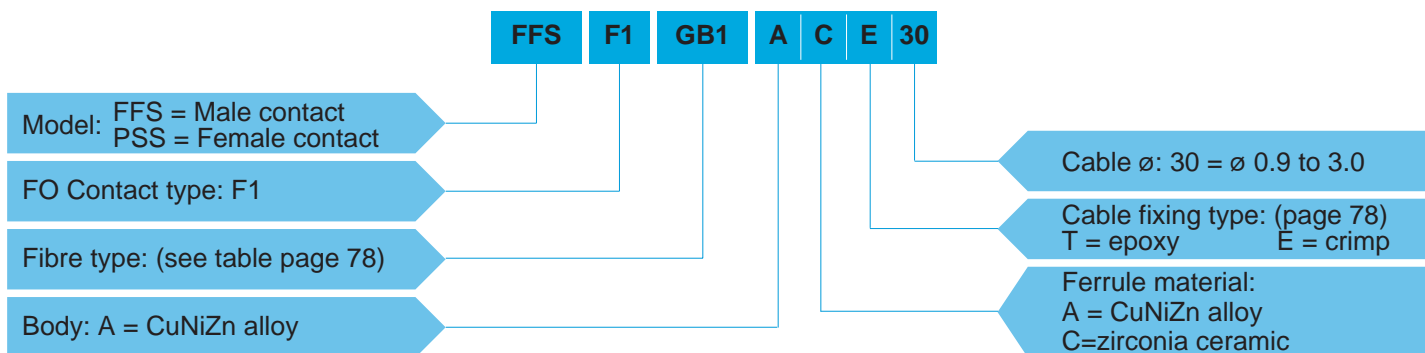 FFS F1 GB1 A C E 30
Model: FFS = Male contact
PSS = Female contact
FO Contact type: F1
Fibre type: (see table page 78)
Body: A = CuNiZn alloy
Cable ø: 30 = ø 0.9 to 3.0
Cable fixing type: (page 78)
T = epoxy E = crimp
Ferrule material:
A = CuNiZn alloy
C=zirconia ceramic